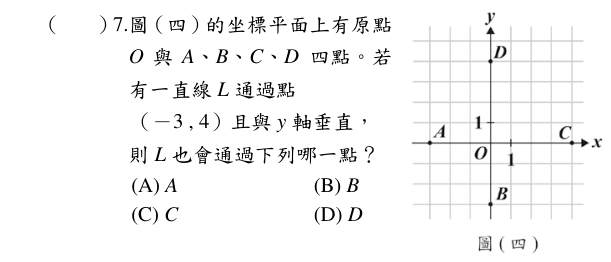 (　　)7.圖(四)的坐標平面上有原點
O 與 A、B、C、D 四點。若
有一直線 L 通過點
(－3 , 4) 且與 y 軸垂直，
則 L 也會通過下列哪一點？
(A) A (B) B
(C) C (D) D
y
D
1
A
C
O
1
x
B
圖(四)